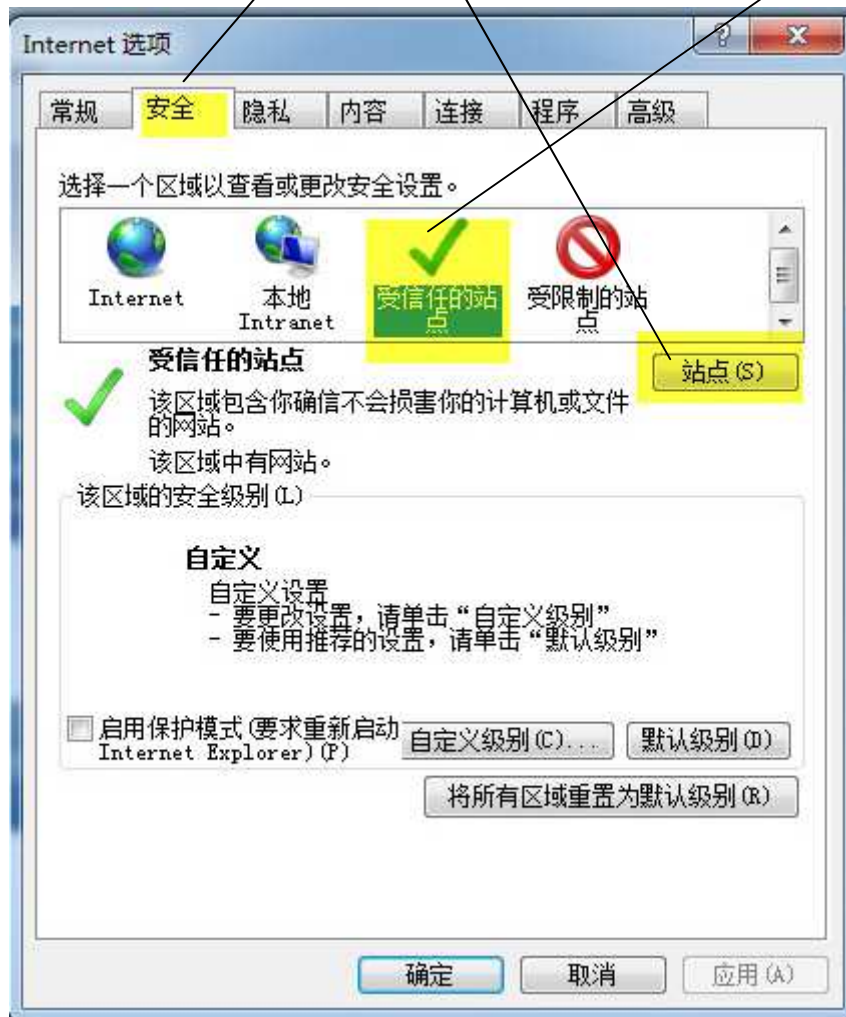 Internet 选项
常规 安全 隐私 内容 连接 程序 高级
选择一个区域以查看或更改安全设置。
Internet
本地
Intranet
受信任的站
点
受限制的站
点
受信任的站点
站点(S)
该区域包含你确信不会损害你的计算机或文件
的网站。
该区域中有网站。
该区域的安全级别(L)
自定义
自定义设置
- 要更改设置，请单击“自定义级别”
- 要使用推荐的设置，请单击“默认级别”
启用保护模式(要求重新启动
Internet Explorer)(P)
自定义级别(C)... 默认级别(D)
将所有区域重置为默认级别(R)
确定 取消 应用(A)